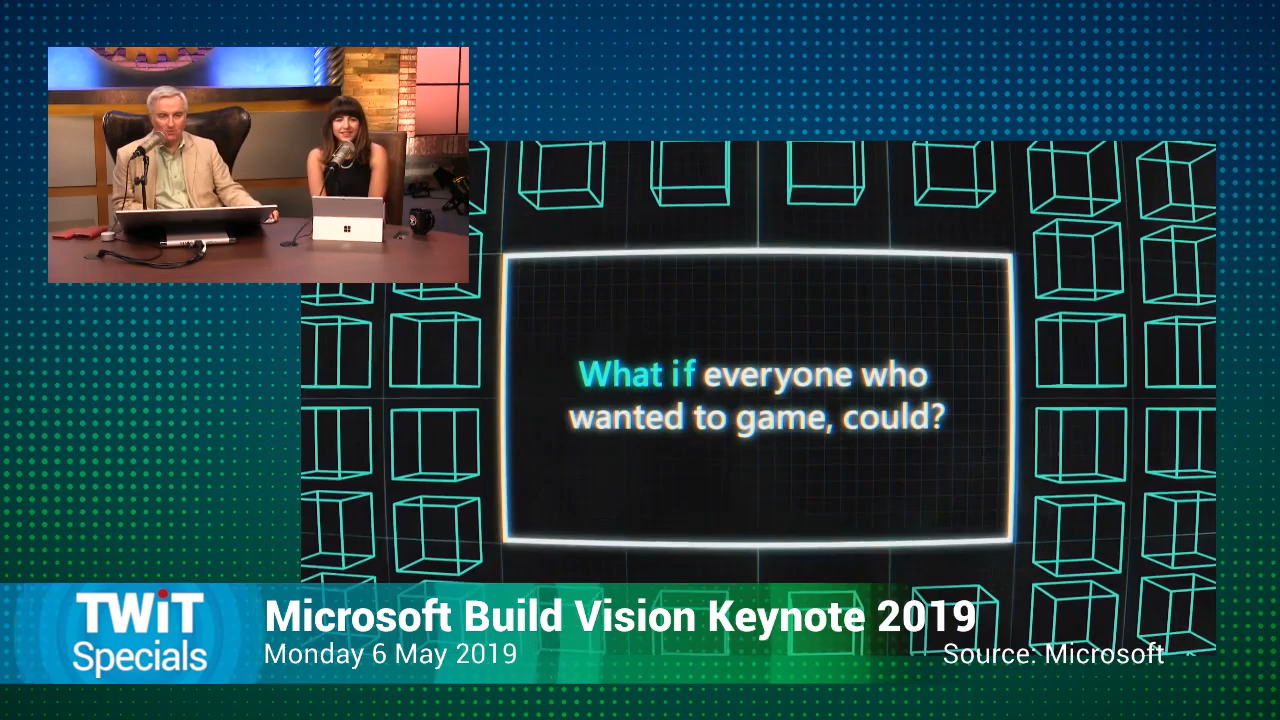 What if everyone who
wanted to game, could?
TWiT
Specials
Microsoft Build Vision Keynote 2019
Monday 6 May 2019
Source: Microsoft